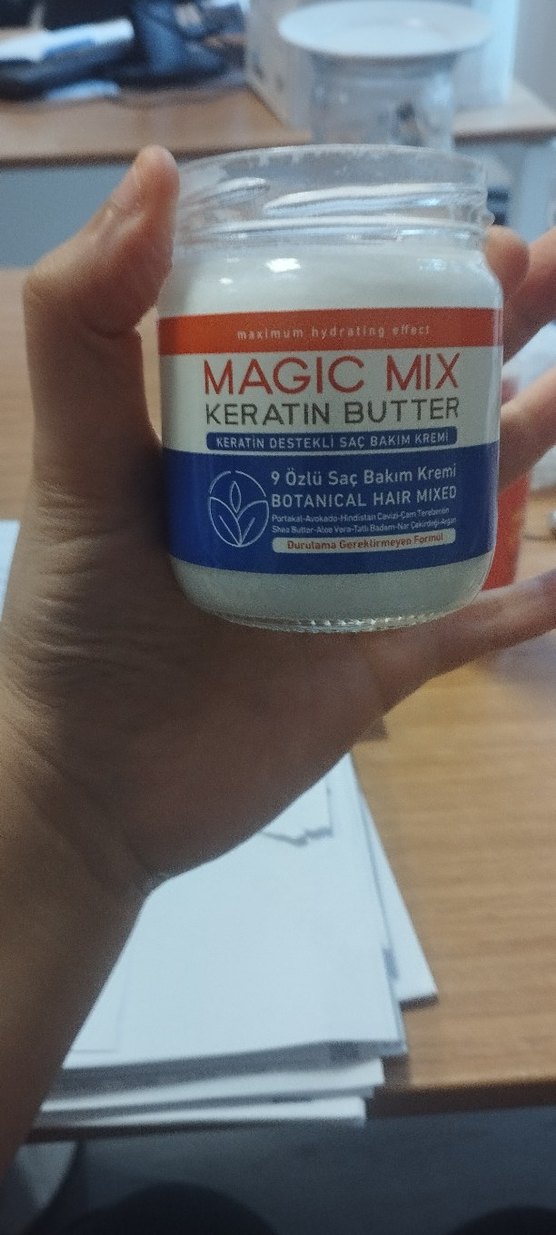 maximum hydrating effect
MAGIC MIX
KERATIN BUTTER
KERATİN DESTEKLİ SAÇ BAKIM KREMİ
9 Özlü Saç Bakım Kremi
BOTANICAL HAIR MIXED
Portakal-Avokado-Hindistan Cevizi-Çam Terebentin
Shea Butter-Aloe Vera-Tatlı Badem-Nar Çekirdeği-Argan
Durulama Gerektirmeyen Formül